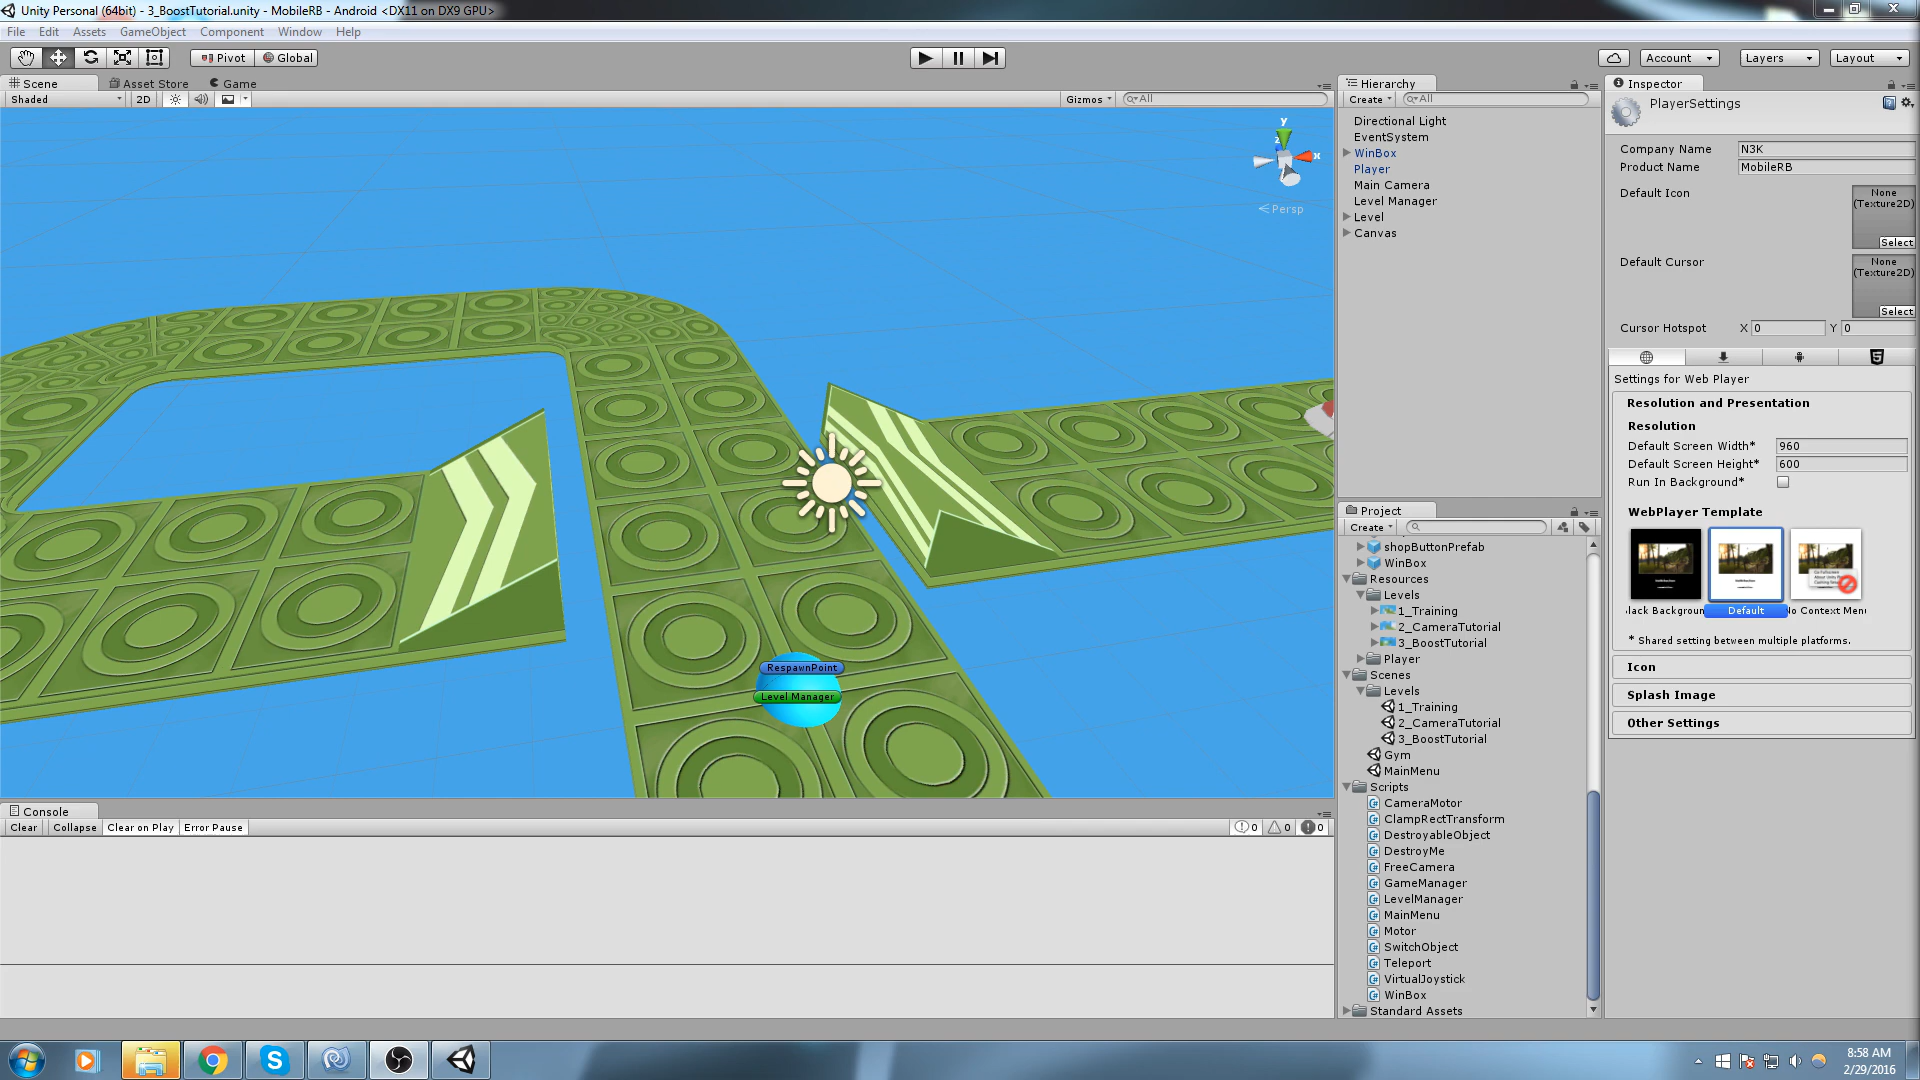 Unity Personal (64bit) - 3_BoostTutorial.unity - MobileRB - Android <DX11 on DX9 GPU>
File Edit Assets GameObject Component Window Help
Pivot Global
Account Layers Layout
Scene Asset Store Game
Shaded 2D Gizmos All
y
z
x
Persp
RespawnPoint
Level Manager
Console
Clear Collapse Clear on Play Error Pause 0 0 0
Hierarchy
Create All
Directional Light
EventSystem
WinBox
Player
Main Camera
Level Manager
Level
Canvas
Project
Create
shopButtonPrefab
WinBox
Resources
Levels
1_Training
2_CameraTutorial
3_BoostTutorial
Player
Scenes
Levels
1_Training
2_CameraTutorial
3_BoostTutorial
Gym
MainMenu
Scripts
CameraMotor
ClampRectTransform
DestroyableObject
DestroyMe
FreeCamera
GameManager
LevelManager
MainMenu
Motor
SwitchObject
Teleport
VirtualJoystick
WinBox
Standard Assets
Inspector
PlayerSettings
Company Name N3K
Product Name MobileRB
Default Icon
None
(Texture2D)
Select
Default Cursor
None
(Texture2D)
Select
Cursor Hotspot X 0 Y 0
Settings for Web Player
Resolution and Presentation
Resolution
Default Screen Width* 960
Default Screen Height* 600
Run In Background*
WebPlayer Template
lack Backgroun Default No Context Menu
* Shared setting between multiple platforms.
Icon
Splash Image
Other Settings
8:58 AM
2/29/2016